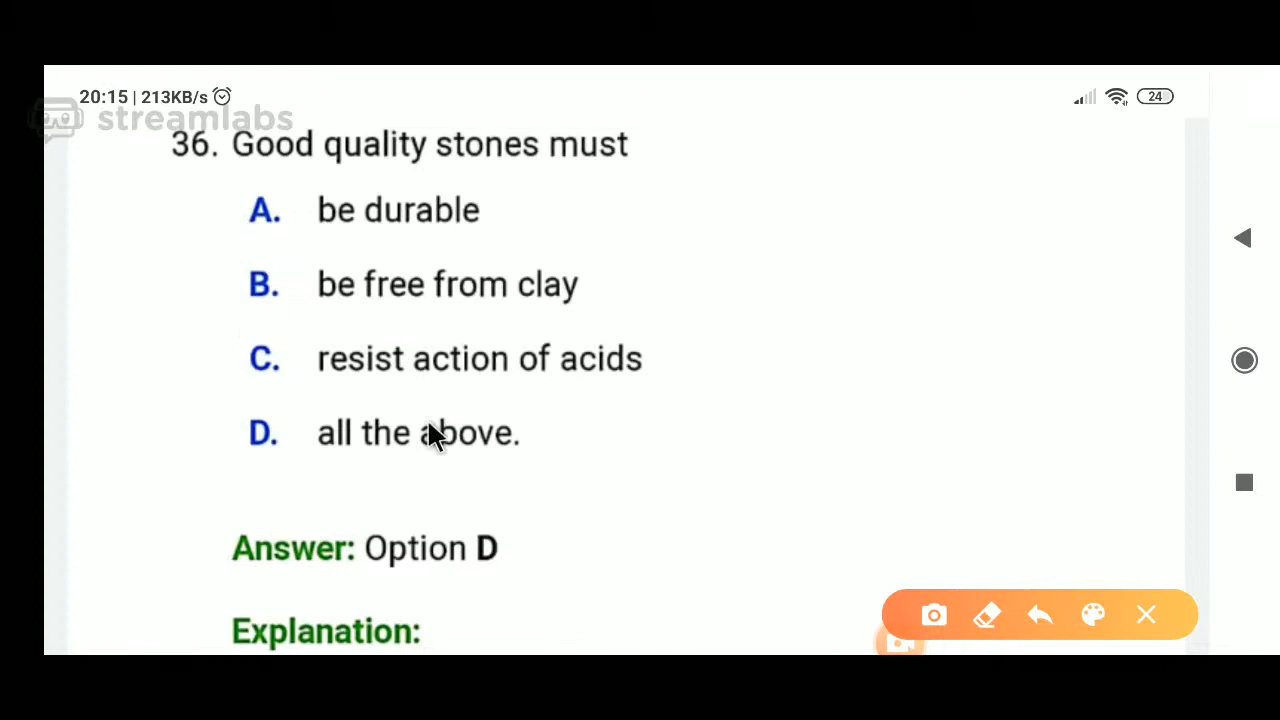 20:15 | 213KB/s
24
streamlabs
36. Good quality stones must
A. be durable
B. be free from clay
C. resist action of acids
D. all the above.
Answer: Option D
Explanation: